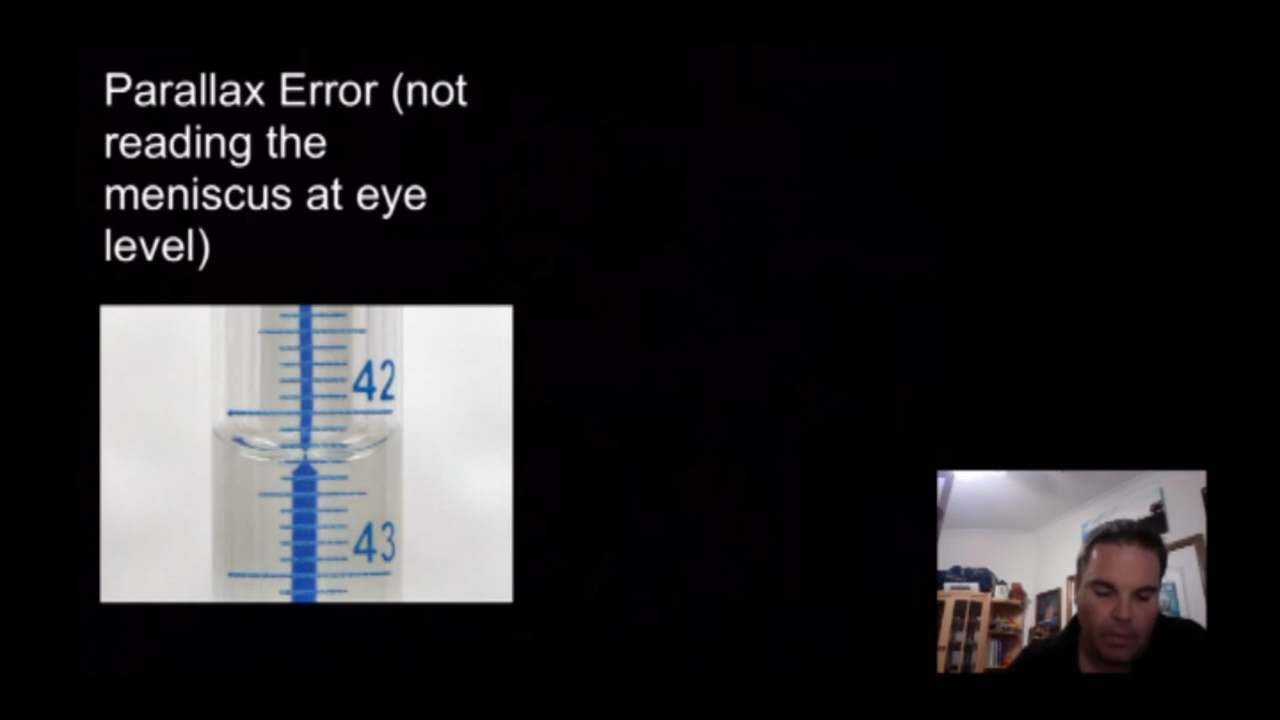 Parallax Error (not
reading the
meniscus at eye
level)
42
43